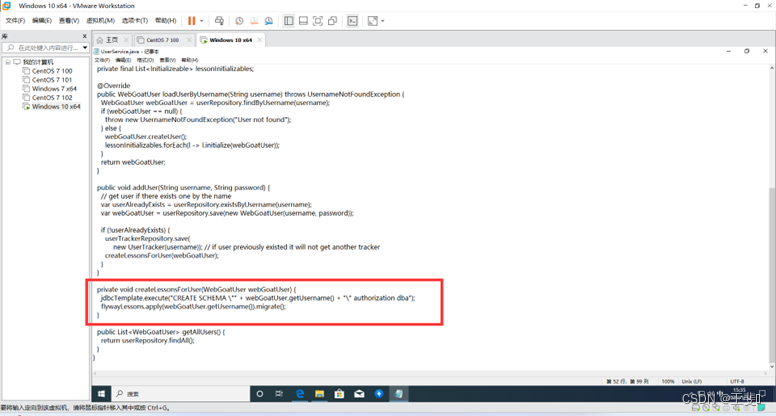 Windows 10 x64 - VMware Workstation
文件(F) 编辑(E) 查看(V) 虚拟机(M) 选项卡(T) 帮助(H)
库
在此处键入内容进行...
我的计算机
CentOS 7 100
CentOS 7 101
Windows 7 x64
CentOS 7 102
Windows 10 x64
主页 CentOS 7 100 Windows 10 x64
UserService.java - 记事本
文件(F) 编辑(E) 格式(O) 查看(V) 帮助(H)
private final List<Initializeable> lessonInitializables;
@Override
public WebGoatUser loadUserByUsername(String username) throws UsernameNotFoundException {
WebGoatUser webGoatUser = userRepository.findByUsername(username);
if (webGoatUser == null) {
throw new UsernameNotFoundException("User not found");
} else {
webGoatUser.createUser();
lessonInitializables.forEach(l -> l.initialize(webGoatUser));
}
return webGoatUser;
}
public void addUser(String username, String password) {
// get user if there exists one by the name
var userAlreadyExists = userRepository.existsByUsername(username);
var webGoatUser = userRepository.save(new WebGoatUser(username, password));
if (!userAlreadyExists) {
userTrackerRepository.save(
new UserTracker(username)); // if user previously existed it will not get another tracker
createLessonsForUser(webGoatUser);
}
}
private void createLessonsForUser(WebGoatUser webGoatUser) {
jdbcTemplate.execute("CREATE SCHEMA \"" + webGoatUser.getUsername() + "\" authorization dba");
flywayLessons.apply(webGoatUser.getUsername()).migrate();
}
public List<WebGoatUser> getAllUsers() {
return userRepository.findAll();
}
}
第 52 行, 第 99 列 100% Unix (LF) UTF-8
搜索
15:35
要将输入定向到该虚拟机，请将鼠标指针移入其中或按 Ctrl+G。